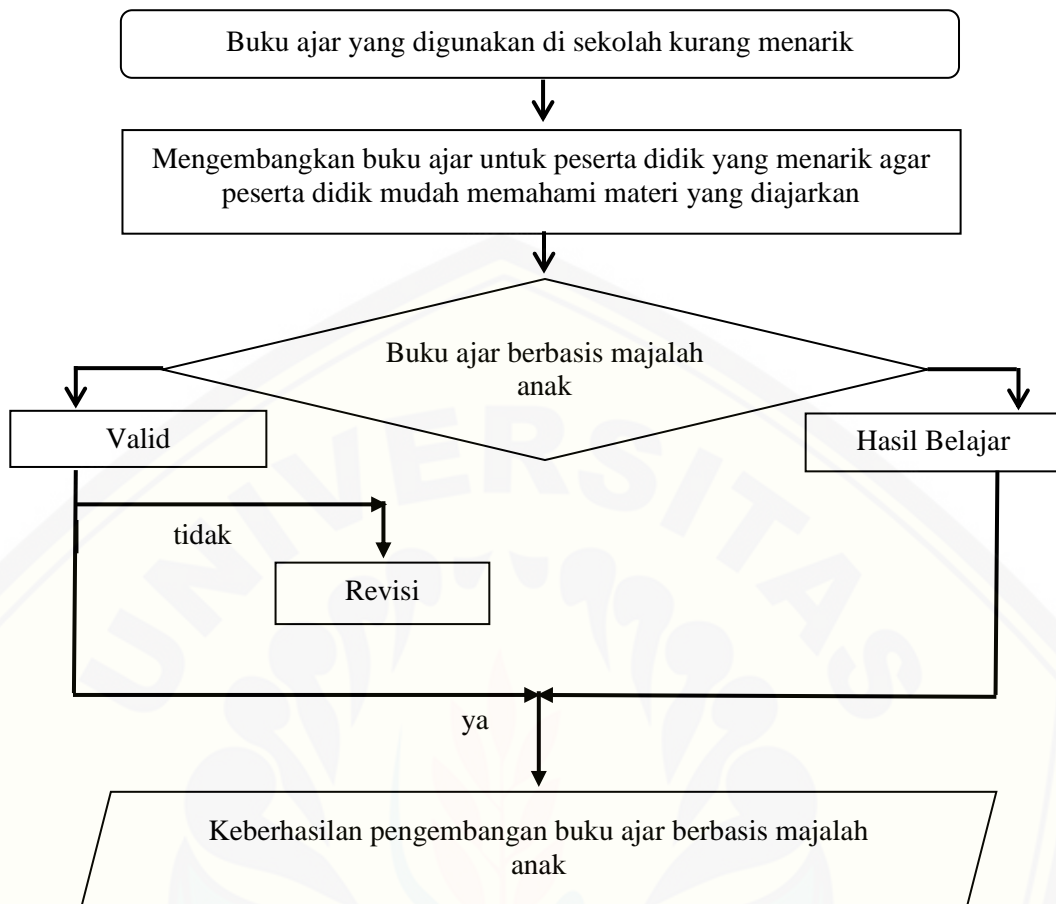 Buku ajar yang digunakan di sekolah kurang menarik
Mengembangkan buku ajar untuk peserta didik yang menarik agar
peserta didik mudah memahami materi yang diajarkan
Buku ajar berbasis majalah
anak
Valid
Hasil Belajar
tidak
Revisi
ya
Keberhasilan pengembangan buku ajar berbasis majalah
anak
UNIVERSITAS